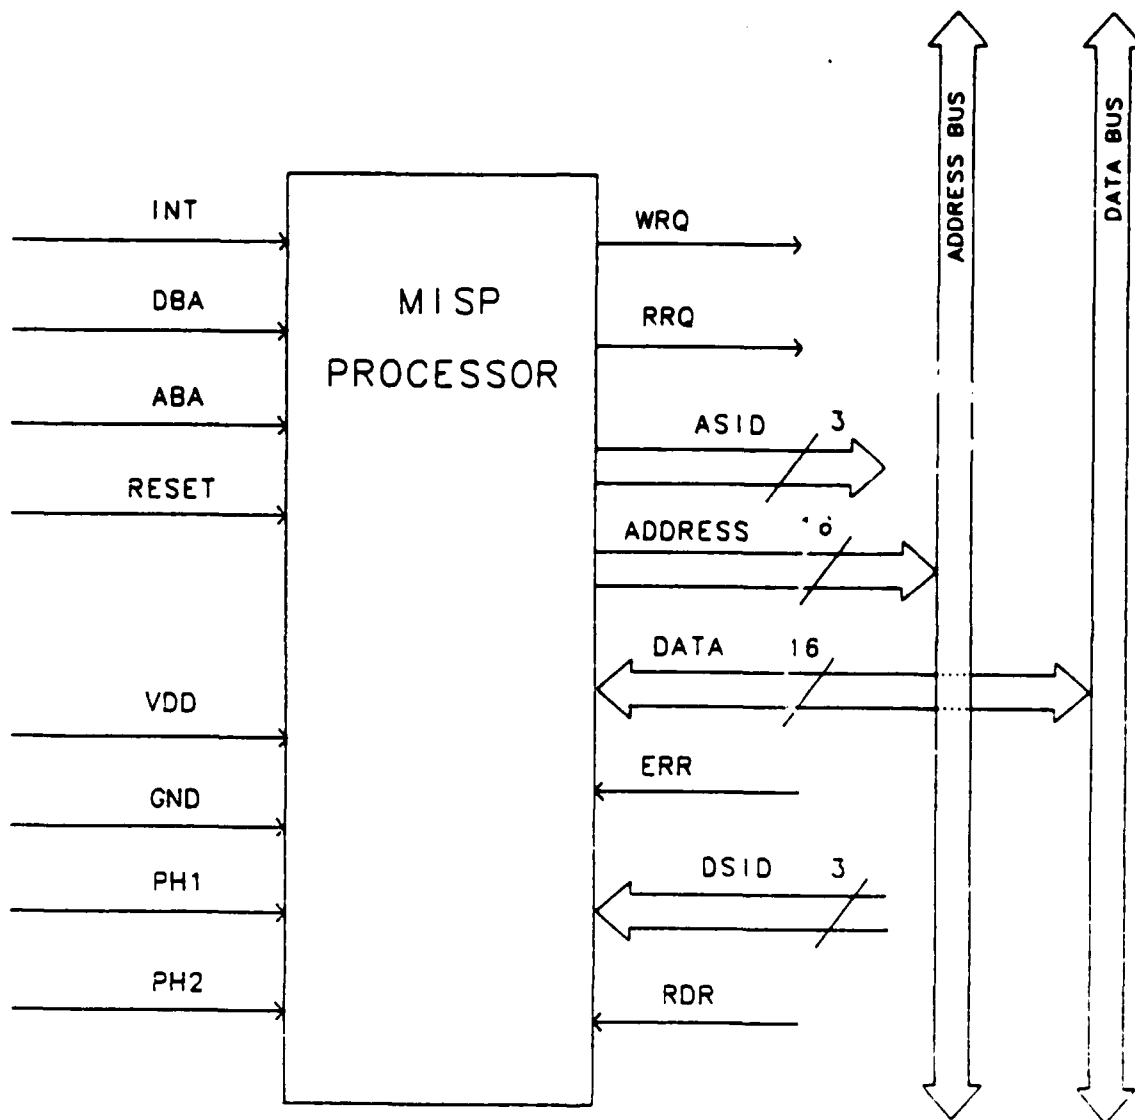 INT
DBA
ABA
RESET
VDD
GND
PH1
PH2
MISP
PROCESSOR
WRQ
RRQ
ASID 3
ADDRESS
DATA 16
ERR
DSID 3
RDR
ADDRESS BUS
DATA BUS